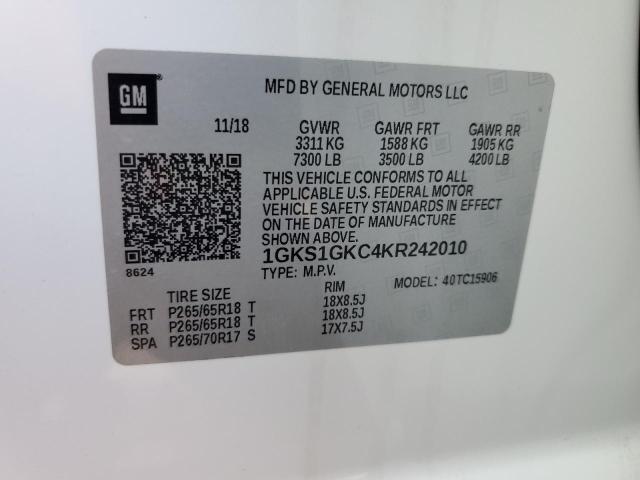 GM
MFD BY GENERAL MOTORS LLC
11/18 GVWR GAWR FRT GAWR RR
3311 KG 1588 KG 1905 KG
7300 LB 3500 LB 4200 LB
THIS VEHICLE CONFORMS TO ALL
APPLICABLE U.S. FEDERAL MOTOR
VEHICLE SAFETY STANDARDS IN EFFECT
ON THE DATE OF MANUFACTURE
SHOWN ABOVE.
1GKS1GKC4KR242010
8624
TYPE: M.P.V. MODEL: 40TC15906
TIRE SIZE RIM
FRT P265/65R18 T 18X8.5J
RR P265/65R18 T 18X8.5J
SPA P265/70R17 S 17X7.5J